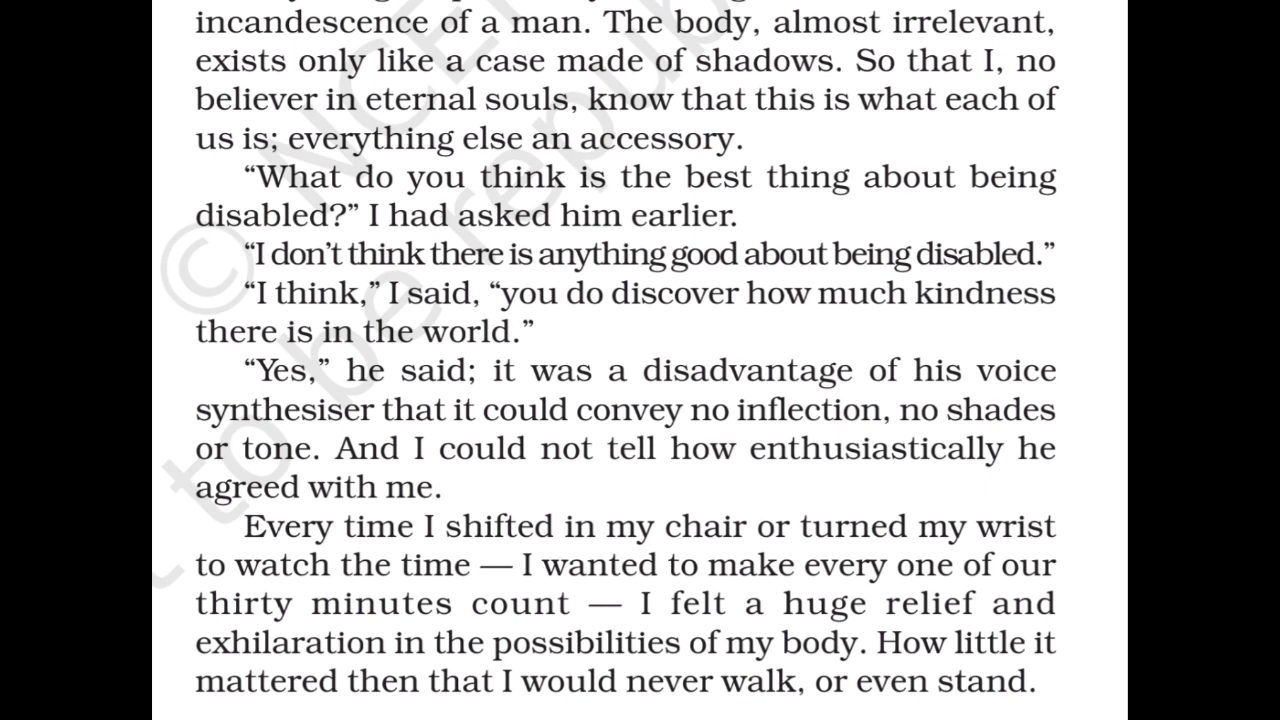 incandescence of a man. The body, almost irrelevant,
exists only like a case made of shadows. So that I, no
believer in eternal souls, know that this is what each of
us is; everything else an accessory.
“What do you think is the best thing about being
disabled?” I had asked him earlier.
“I don’t think there is anything good about being disabled.”
“I think,” I said, “you do discover how much kindness
there is in the world.”
“Yes,” he said; it was a disadvantage of his voice
synthesiser that it could convey no inflection, no shades
or tone. And I could not tell how enthusiastically he
agreed with me.
Every time I shifted in my chair or turned my wrist
to watch the time — I wanted to make every one of our
thirty minutes count — I felt a huge relief and
exhilaration in the possibilities of my body. How little it
mattered then that I would never walk, or even stand.